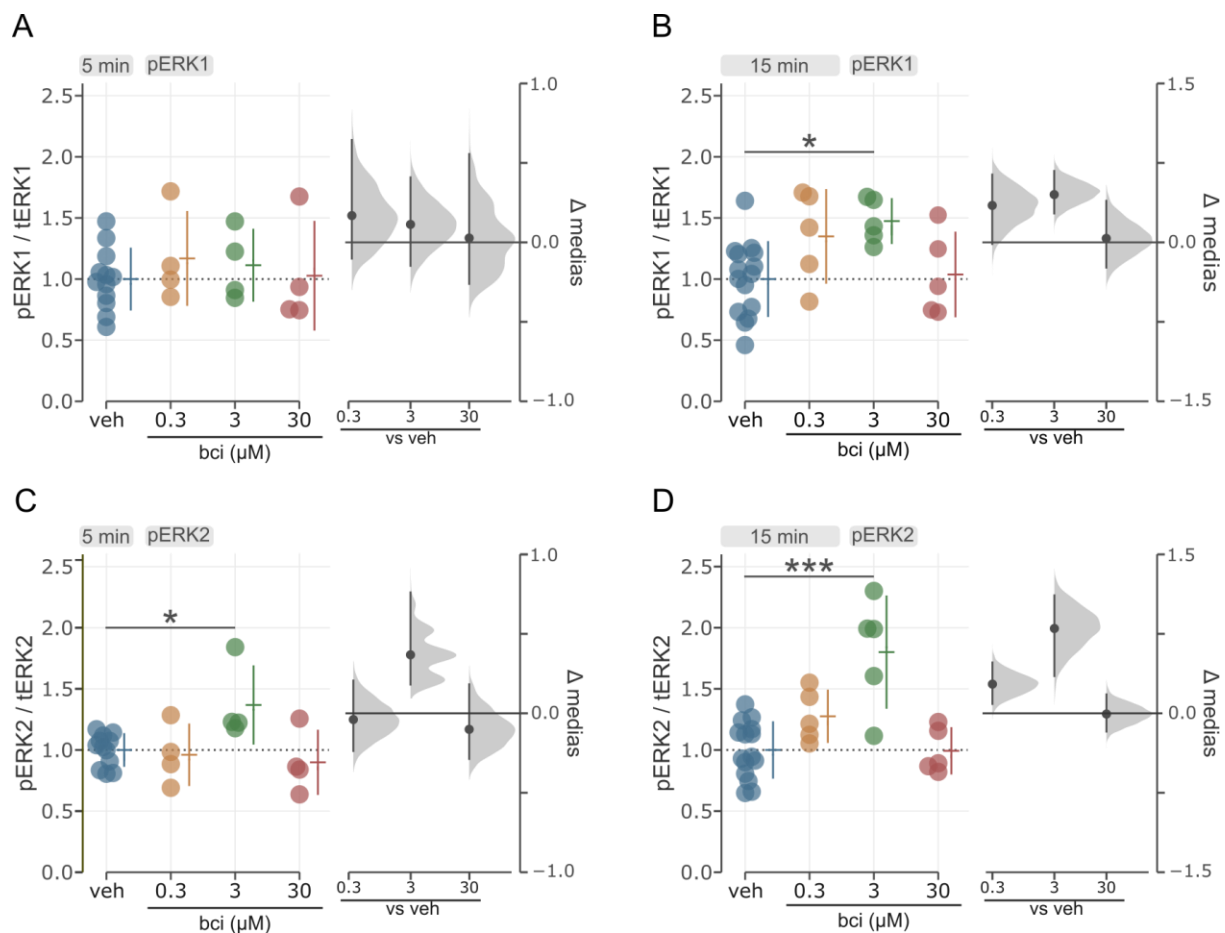 A
5 min pERK1
pERK1 / tERK1
2.5
2.0
1.5
1.0
0.5
0.0
veh 0.3 3 30
bci (µM)
1.0
0.0
−1.0
Δ medias
0.3 3 30
vs veh
B
15 min pERK1
pERK1 / tERK1
2.5
2.0
1.5
1.0
0.5
0.0
*
veh 0.3 3 30
bci (µM)
1.5
0.0
−1.5
Δ medias
0.3 3 30
vs veh
C
5 min pERK2
pERK2 / tERK2
2.5
2.0
1.5
1.0
0.5
0.0
*
veh 0.3 3 30
bci (µM)
1.0
0.0
−1.0
Δ medias
0.3 3 30
vs veh
D
15 min pERK2
pERK2 / tERK2
2.5
2.0
1.5
1.0
0.5
0.0
***
veh 0.3 3 30
bci (µM)
1.5
0.0
−1.5
Δ medias
0.3 3 30
vs veh